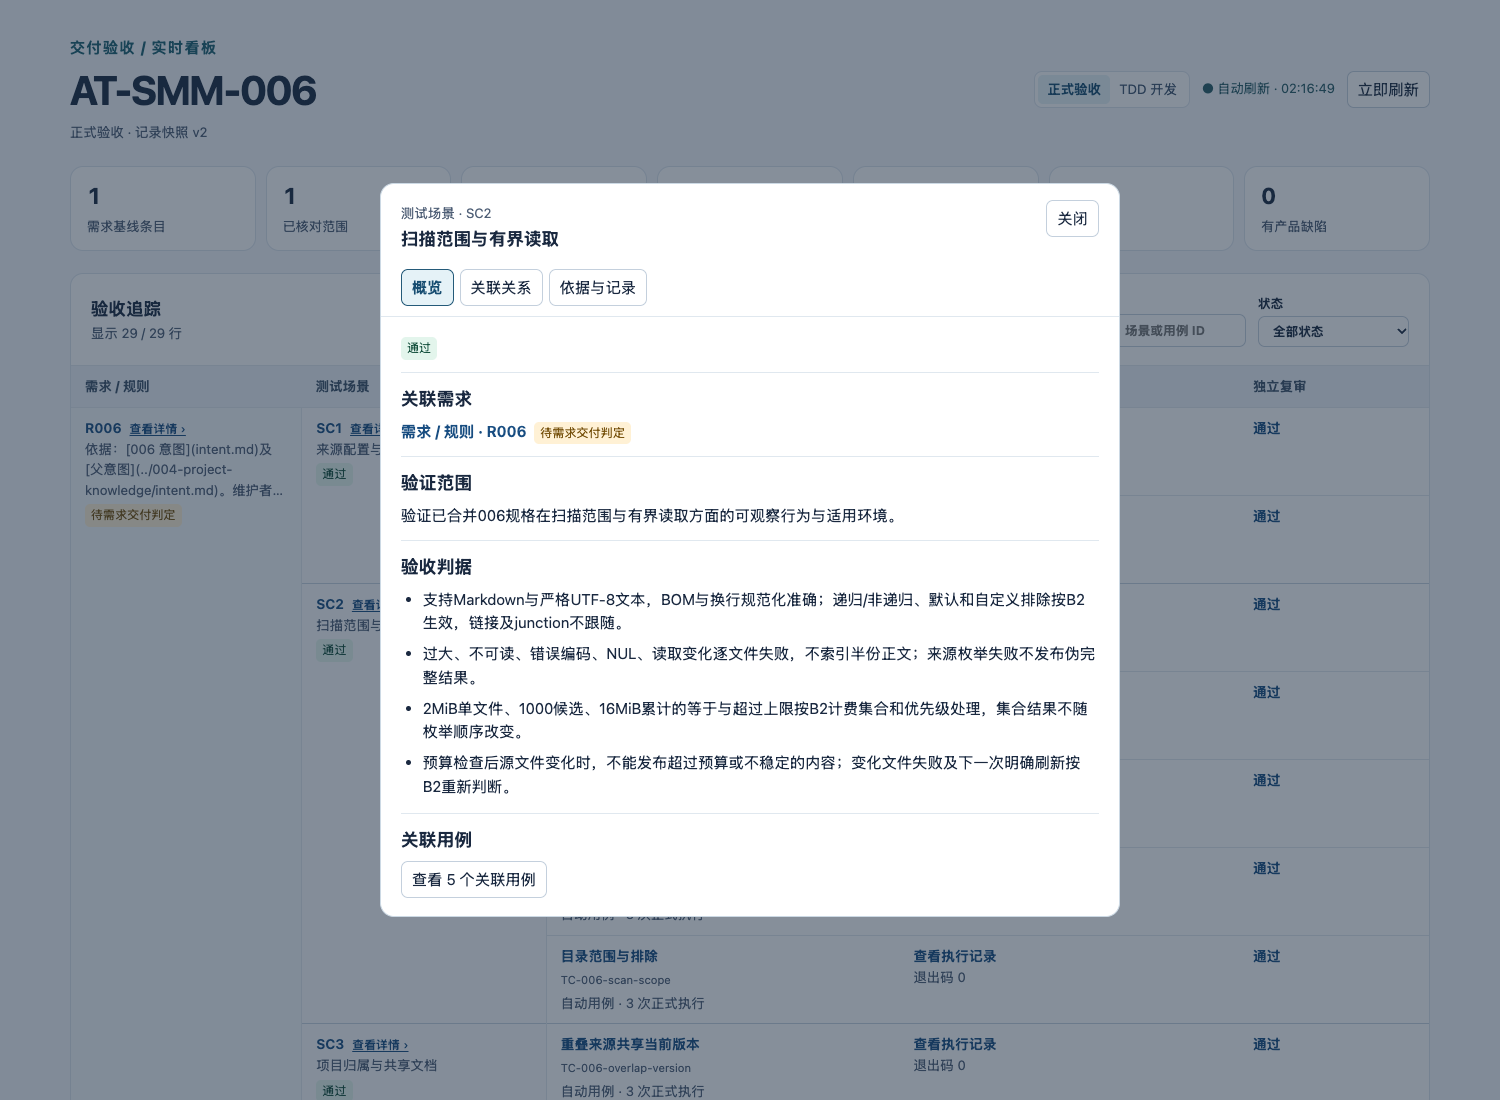 交付验收 / 实时看板
AT-SMM-006
正式验收 · 记录快照 v2
正式验收
TDD 开发
自动刷新 · 02:16:49
立即刷新
1
需求基线条目
1
已核对范围
0
有产品缺陷
验收追踪
显示 29 / 29 行
场景或用例 ID
状态
全部状态
需求 / 规则
测试场景
独立复审
R006 查看详情 ›
依据：[006 意图](intent.md)及
[父意图](../004-project-
knowledge/intent.md)。维护者...
待需求交付判定
SC1
来源配置与
通过
通过
通过
SC2
扫描范围与
通过
通过
通过
通过
通过
测试场景 · SC2
扫描范围与有界读取
关闭
概览
关联关系
依据与记录
通过
关联需求
需求 / 规则 · R006 待需求交付判定
验证范围
验证已合并006规格在扫描范围与有界读取方面的可观察行为与适用环境。
验收判据
• 支持Markdown与严格UTF-8文本，BOM与换行规范化准确；递归/非递归、默认和自定义排除按B2
生效，链接及junction不跟随。
• 过大、不可读、错误编码、NUL、读取变化逐文件失败，不索引半份正文；来源枚举失败不发布伪完
整结果。
• 2MiB单文件、1000候选、16MiB累计的等于与超过上限按B2计费集合和优先级处理，集合结果不随
枚举顺序改变。
• 预算检查后源文件变化时，不能发布超过预算或不稳定的内容；变化文件失败及下一次明确刷新按
B2重新判断。
关联用例
查看 5 个关联用例
目录范围与排除
TC-006-scan-scope
自动用例 · 3 次正式执行
查看执行记录
退出码 0
通过
SC3 查看详情 ›
项目归属与共享文档
通过
重叠来源共享当前版本
TC-006-overlap-version
自动用例 · 3 次正式执行
查看执行记录
退出码 0
通过